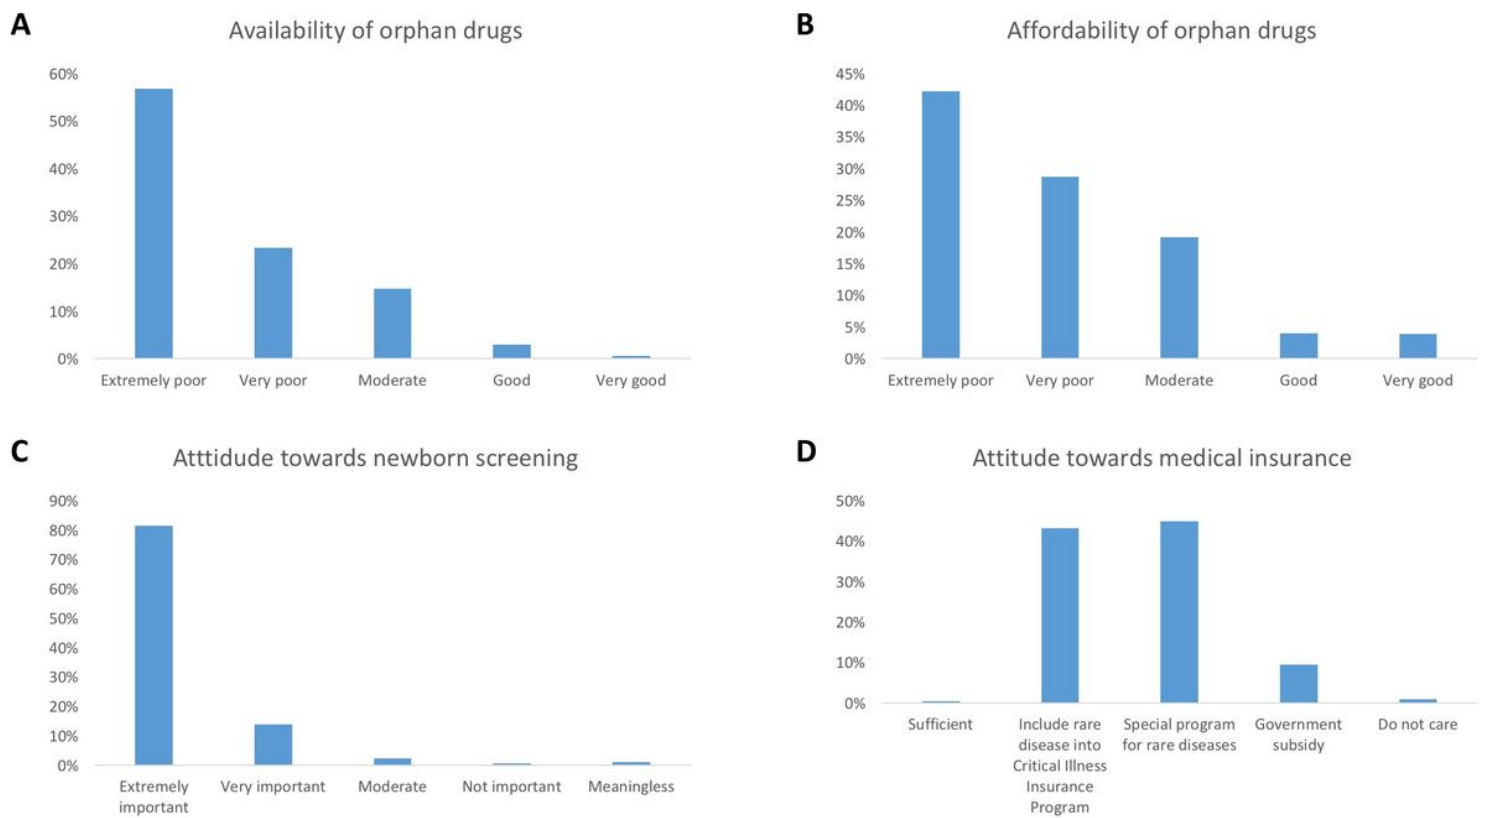 A
Availability of orphan drugs
60%
50%
40%
30%
20%
10%
0%
Extremely poor
Very poor
Moderate
Good
Very good
B
Affordability of orphan drugs
45%
40%
35%
30%
25%
20%
15%
10%
5%
0%
Extremely poor
Very poor
Moderate
Good
Very good
C
Atttidude towards newborn screening
90%
80%
70%
60%
50%
40%
30%
20%
10%
0%
Extremely
important
Very important
Moderate
Not important
Meaningless
D
Attitude towards medical insurance
50%
40%
30%
20%
10%
0%
Sufficient
Include rare
disease into
Critical Illness
Insurance
Program
Special program
for rare diseases
Government
subsidy
Do not care